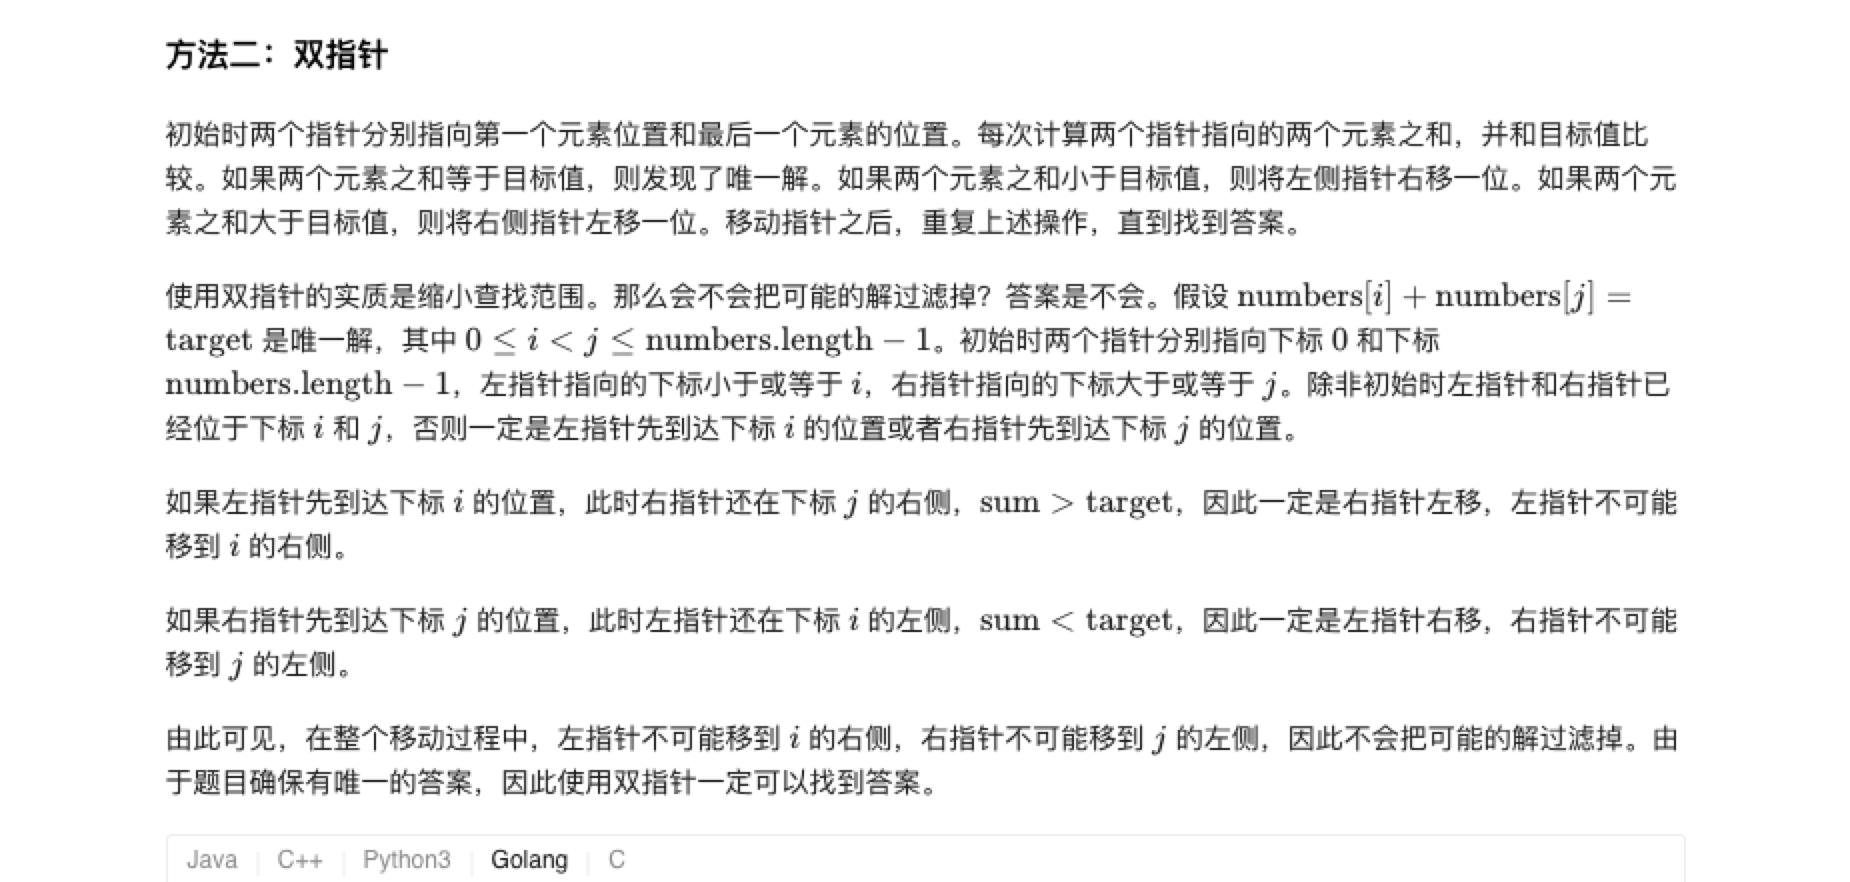 方法二：双指针
初始时两个指针分别指向第一个元素位置和最后一个元素的位置。每次计算两个指针指向的两个元素之和，并和目标值比
较。如果两个元素之和等于目标值，则发现了唯一解。如果两个元素之和小于目标值，则将左侧指针右移一位。如果两个元
素之和大于目标值，则将右侧指针左移一位。移动指针之后，重复上述操作，直到找到答案。
使用双指针的实质是缩小查找范围。那么会不会把可能的解过滤掉？答案是不会。假设 numbers[i] + numbers[j] =
target 是唯一解，其中 0 ≤ i < j ≤ numbers.length − 1。初始时两个指针分别指向下标 0 和下标
numbers.length − 1，左指针指向的下标小于或等于 i，右指针指向的下标大于或等于 j。除非初始时左指针和右指针已
经位于下标 i 和 j，否则一定是左指针先到达下标 i 的位置或者右指针先到达下标 j 的位置。
如果左指针先到达下标 i 的位置，此时右指针还在下标 j 的右侧，sum > target，因此一定是右指针左移，左指针不可能
移到 i 的右侧。
如果右指针先到达下标 j 的位置，此时左指针还在下标 i 的左侧，sum < target，因此一定是左指针右移，右指针不可能
移到 j 的左侧。
由此可见，在整个移动过程中，左指针不可能移到 i 的右侧，右指针不可能移到 j 的左侧，因此不会把可能的解过滤掉。由
于题目确保有唯一的答案，因此使用双指针一定可以找到答案。
Java C++ Python3 Golang C